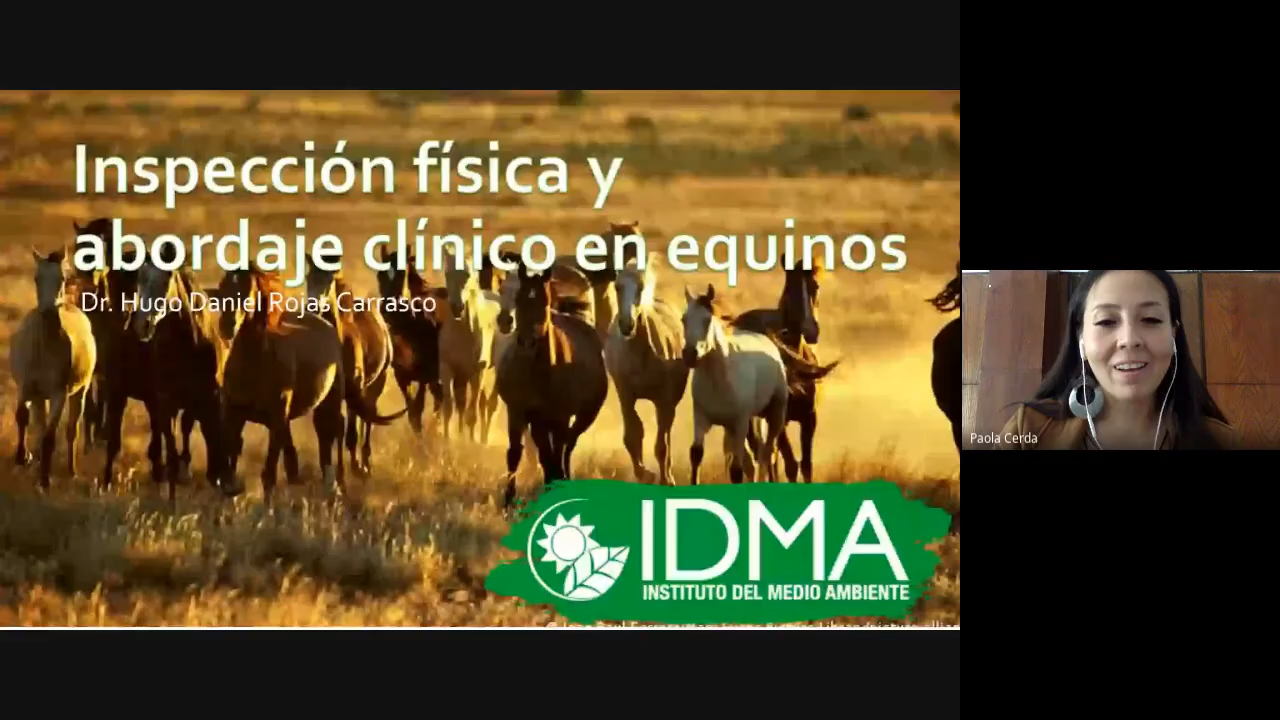 Inspección física y
abordaje clínico en equinos
Dr. Hugo Daniel Rojas Carrasco
Paola Cerda
IDMA
INSTITUTO DEL MEDIO AMBIENTE